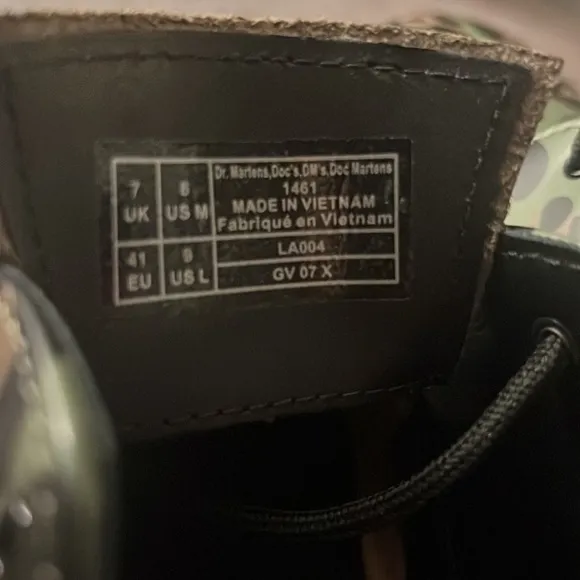 7 UK
8 US M
41 EU
9 US L
Dr. Martens,Doc's,DM's,Doc Martens
1461
MADE IN VIETNAM
Fabriqué en Vietnam
LA004
GV 07 X